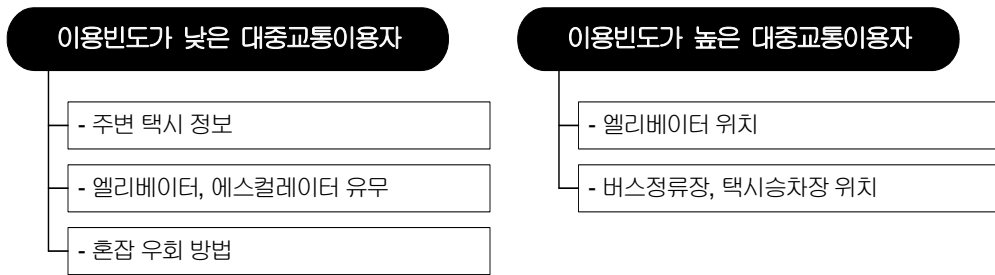 이용빈도가 낮은 대중교통이용자
- 주변 택시 정보
- 엘리베이터, 에스컬레이터 유무
- 혼잡 우회 방법
이용빈도가 높은 대중교통이용자
- 엘리베이터 위치
- 버스정류장, 택시승차장 위치